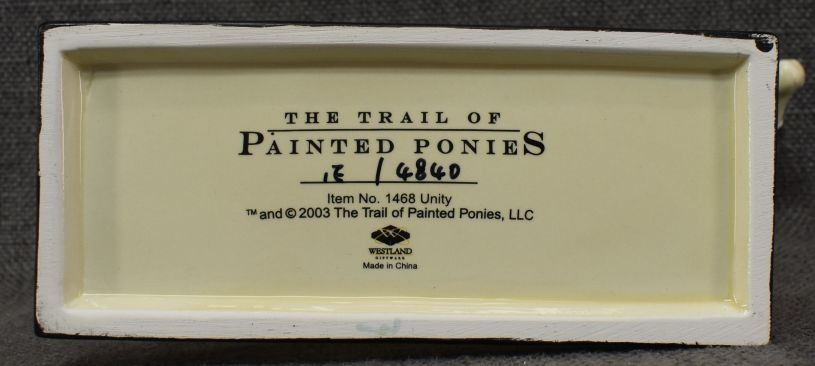 THE TRAIL OF
PAINTED PONIES
1E / 4840
Item No. 1468 Unity
™ and © 2003 The Trail of Painted Ponies, LLC
WESTLAND
GIFTWARE
Made in China